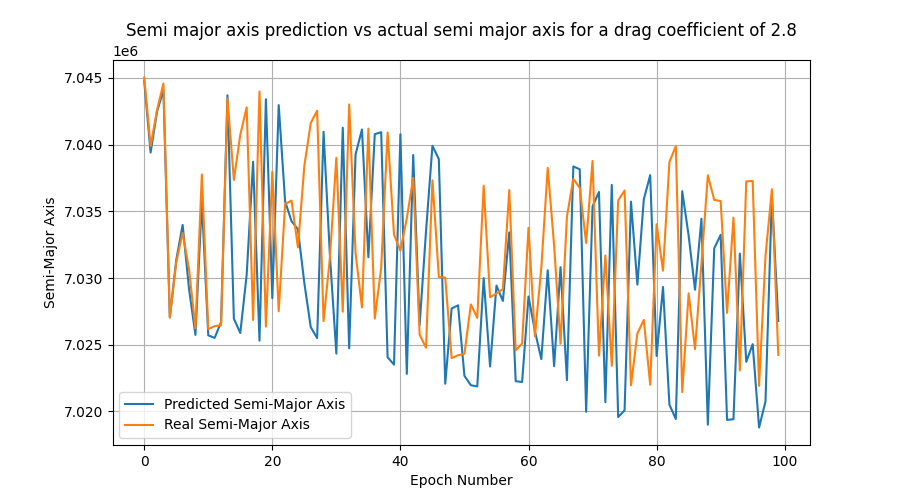 Semi major axis prediction vs actual semi major axis for a drag coefficient of 2.8
1e6
7.045
7.040
7.035
7.030
7.025
7.020
Semi-Major Axis
Predicted Semi-Major Axis
Real Semi-Major Axis
0 20 40 60 80 100
Epoch Number